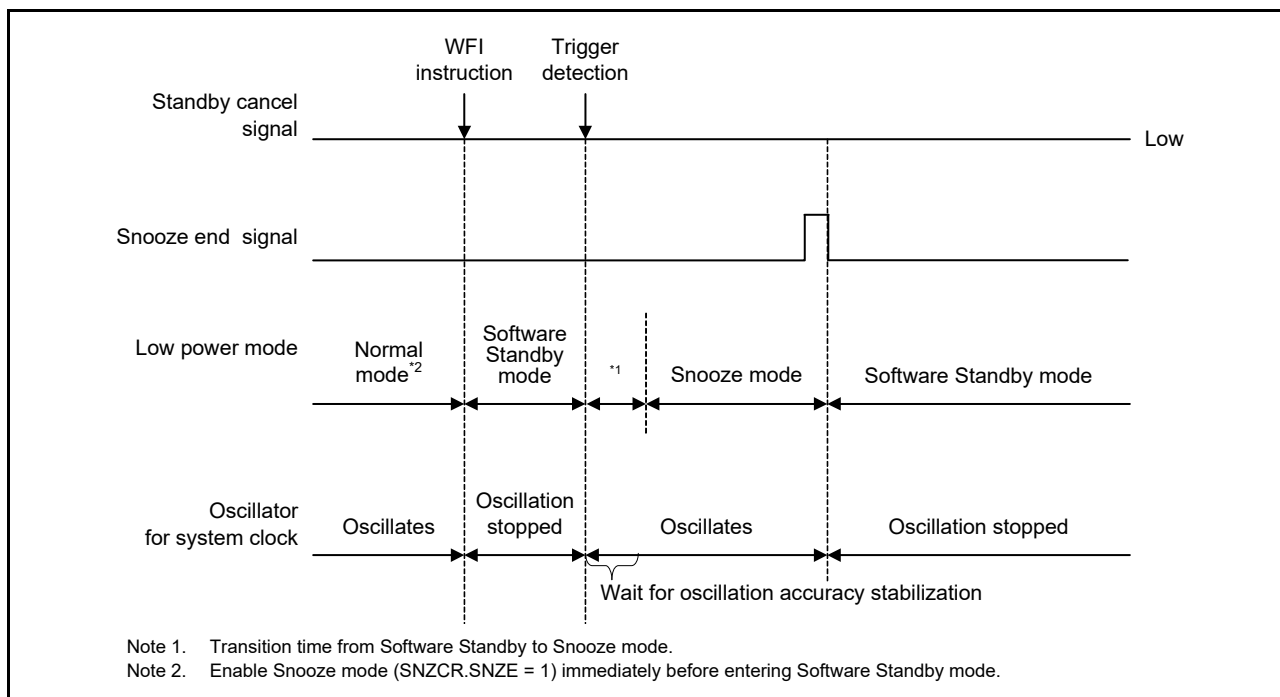 WFI
instruction
Trigger
detection
Standby cancel
signal
Low
Snooze end signal
Low power mode
Normal
mode*2
Software
Standby
mode
*1
Snooze mode
Software Standby mode
Oscillator
for system clock
Oscillates
Oscillation
stopped
Oscillates
Oscillation stopped
Wait for oscillation accuracy stabilization
Note 1. Transition time from Software Standby to Snooze mode.
Note 2. Enable Snooze mode (SNZCR.SNZE = 1) immediately before entering Software Standby mode.